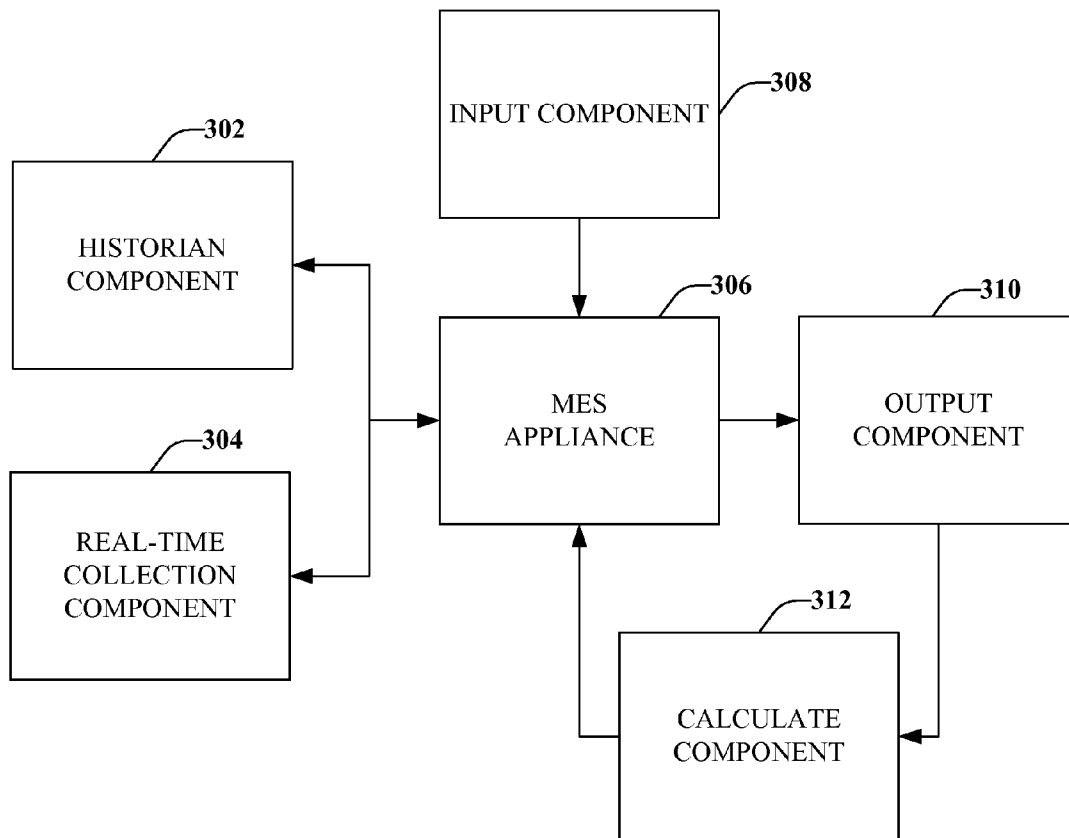 308
INPUT COMPONENT
302
HISTORIAN
COMPONENT
306
MES
APPLIANCE
310
OUTPUT
COMPONENT
304
REAL-TIME
COLLECTION
COMPONENT
312
CALCULATE
COMPONENT